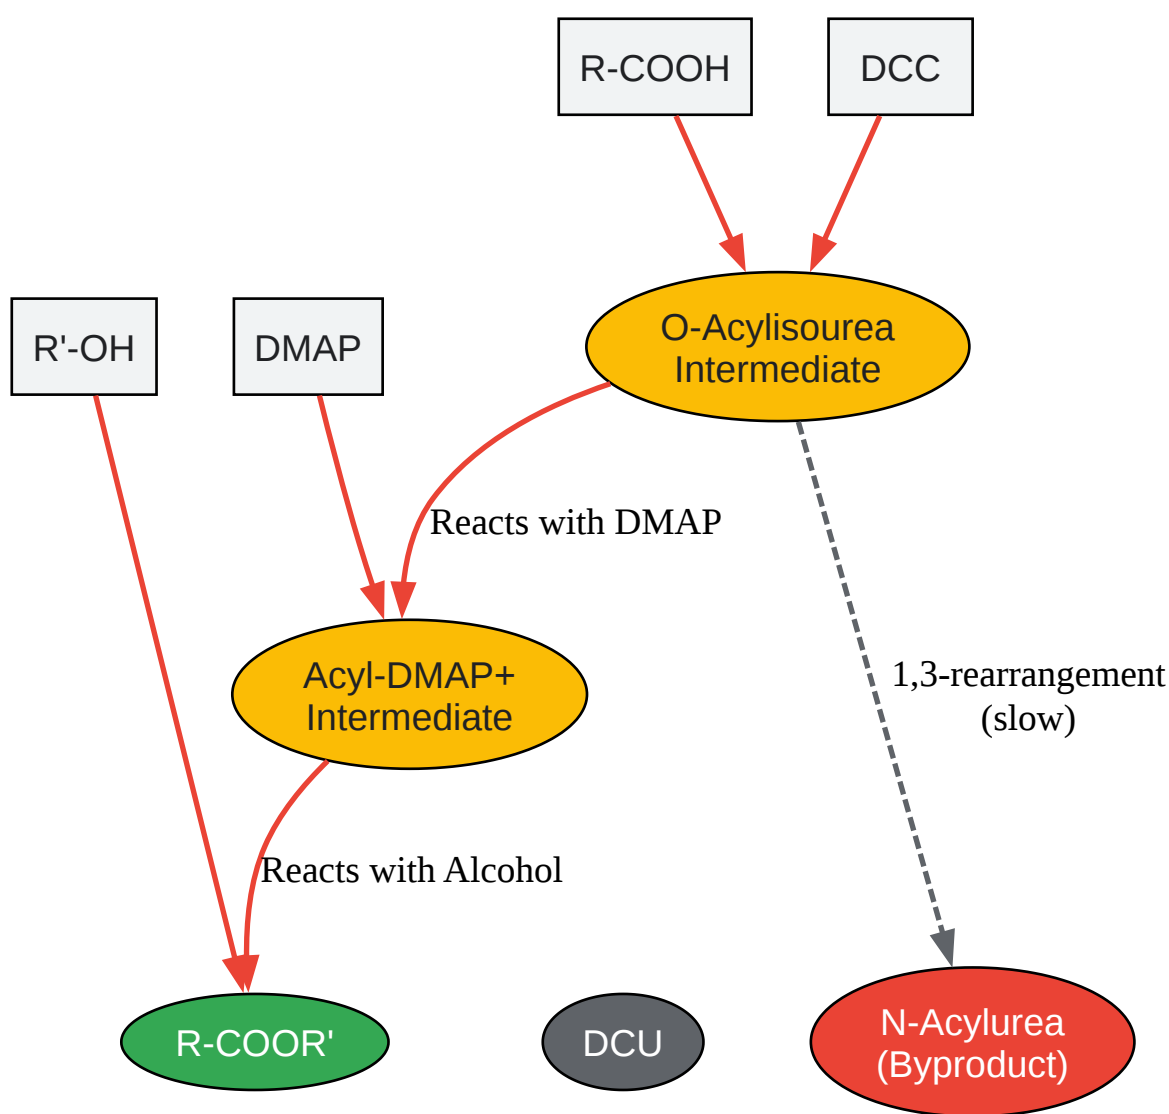 R-COOH
DCC
R'-OH
DMAP
O-Acylisourea
Intermediate
Reacts with DMAP
Acyl-DMAP+
Intermediate
1,3-rearrangement
(slow)
Reacts with Alcohol
R-COOR'
DCU
N-Acylurea
(Byproduct)